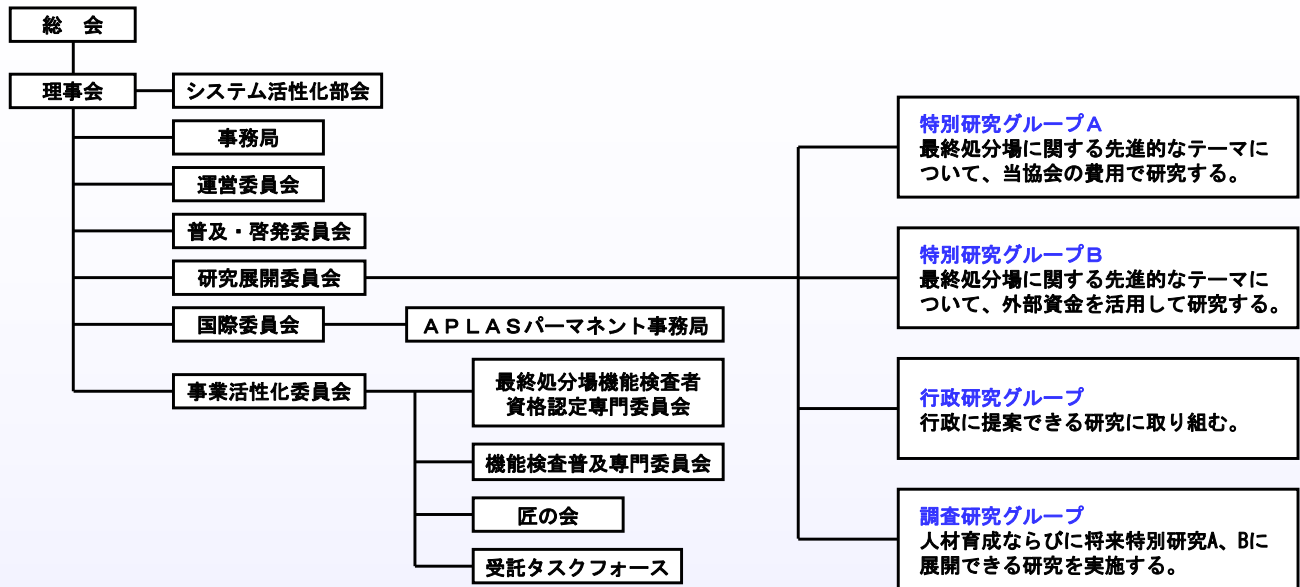 総　会
理事会
システム活性化部会
事務局
運営委員会
普及・啓発委員会
研究展開委員会
国際委員会
ＡＰＬＡＳパーマネント事務局
事業活性化委員会
最終処分場機能検査者
資格認定専門委員会
機能検査普及専門委員会
匠の会
受託タスクフォース
特別研究グループＡ
最終処分場に関する先進的なテーマに
ついて、当協会の費用で研究する。
特別研究グループＢ
最終処分場に関する先進的なテーマに
ついて、外部資金を活用して研究する。
行政研究グループ
行政に提案できる研究に取り組む。
調査研究グループ
人材育成ならびに将来特別研究A、Bに
展開できる研究を実施する。